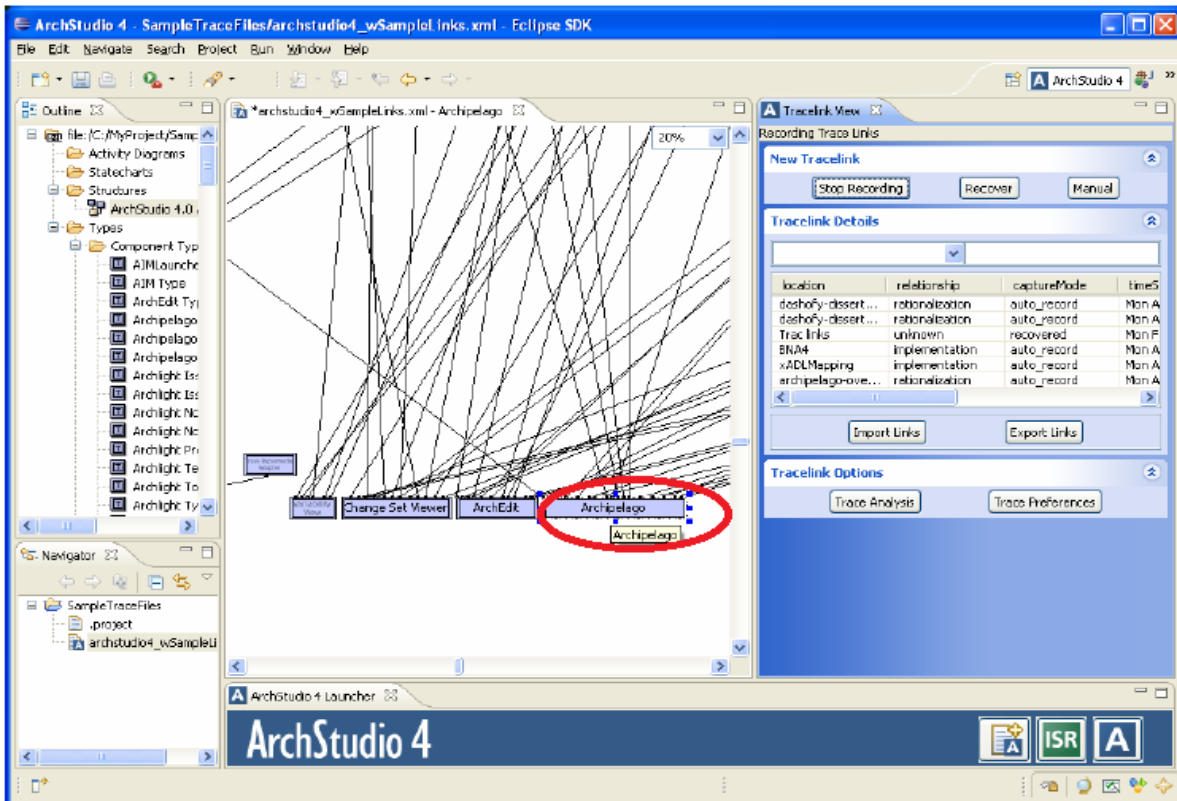 ArchStudio 4 - SampleTraceFiles/archstudio4_wSampleLinks.xml - Eclipse SDK
File Edit Navigate Search Project Run Window Help
ArchStudio 4
Outline
file:/C:/MyProject/Samp
Activity Diagrams
Statecharts
Structures
ArchStudio 4.0
Types
Component Typ
AIMLaunche
AIM Type
ArchEdit Typ
Archipelago
Archipelago
Archipelago
Archlight Iss
Archlight Iss
Archlight Nc
Archlight Nc
Archlight Pr
Archlight Te
Archlight To
Archlight Ty
Navigator
SampleTraceFiles
.project
archstudio4_wSampleLi
*archstudio4_wSampleLinks.xml - Archipelago
20%
Change Set Viewer
ArchEdit
Archipelago
Archipelago
Tracelink View
Recording Trace Links
New Tracelink
Stop Recording Recover Manual
Tracelink Details
location relationship captureMode timeS
dashofy-dissert... rationalization auto_record Mon A
dashofy-dissert... rationalization auto_record Mon A
Trac links unknown recovered Mon F
BNA4 implementation auto_record Mon A
xADLMapping implementation auto_record Mon A
archipelago-ove... rationalization auto_record Mon A
Import Links Export Links
Tracelink Options
Trace Analysis Trace Preferences
ArchStudio 4 Launcher
ArchStudio 4
A ISR A